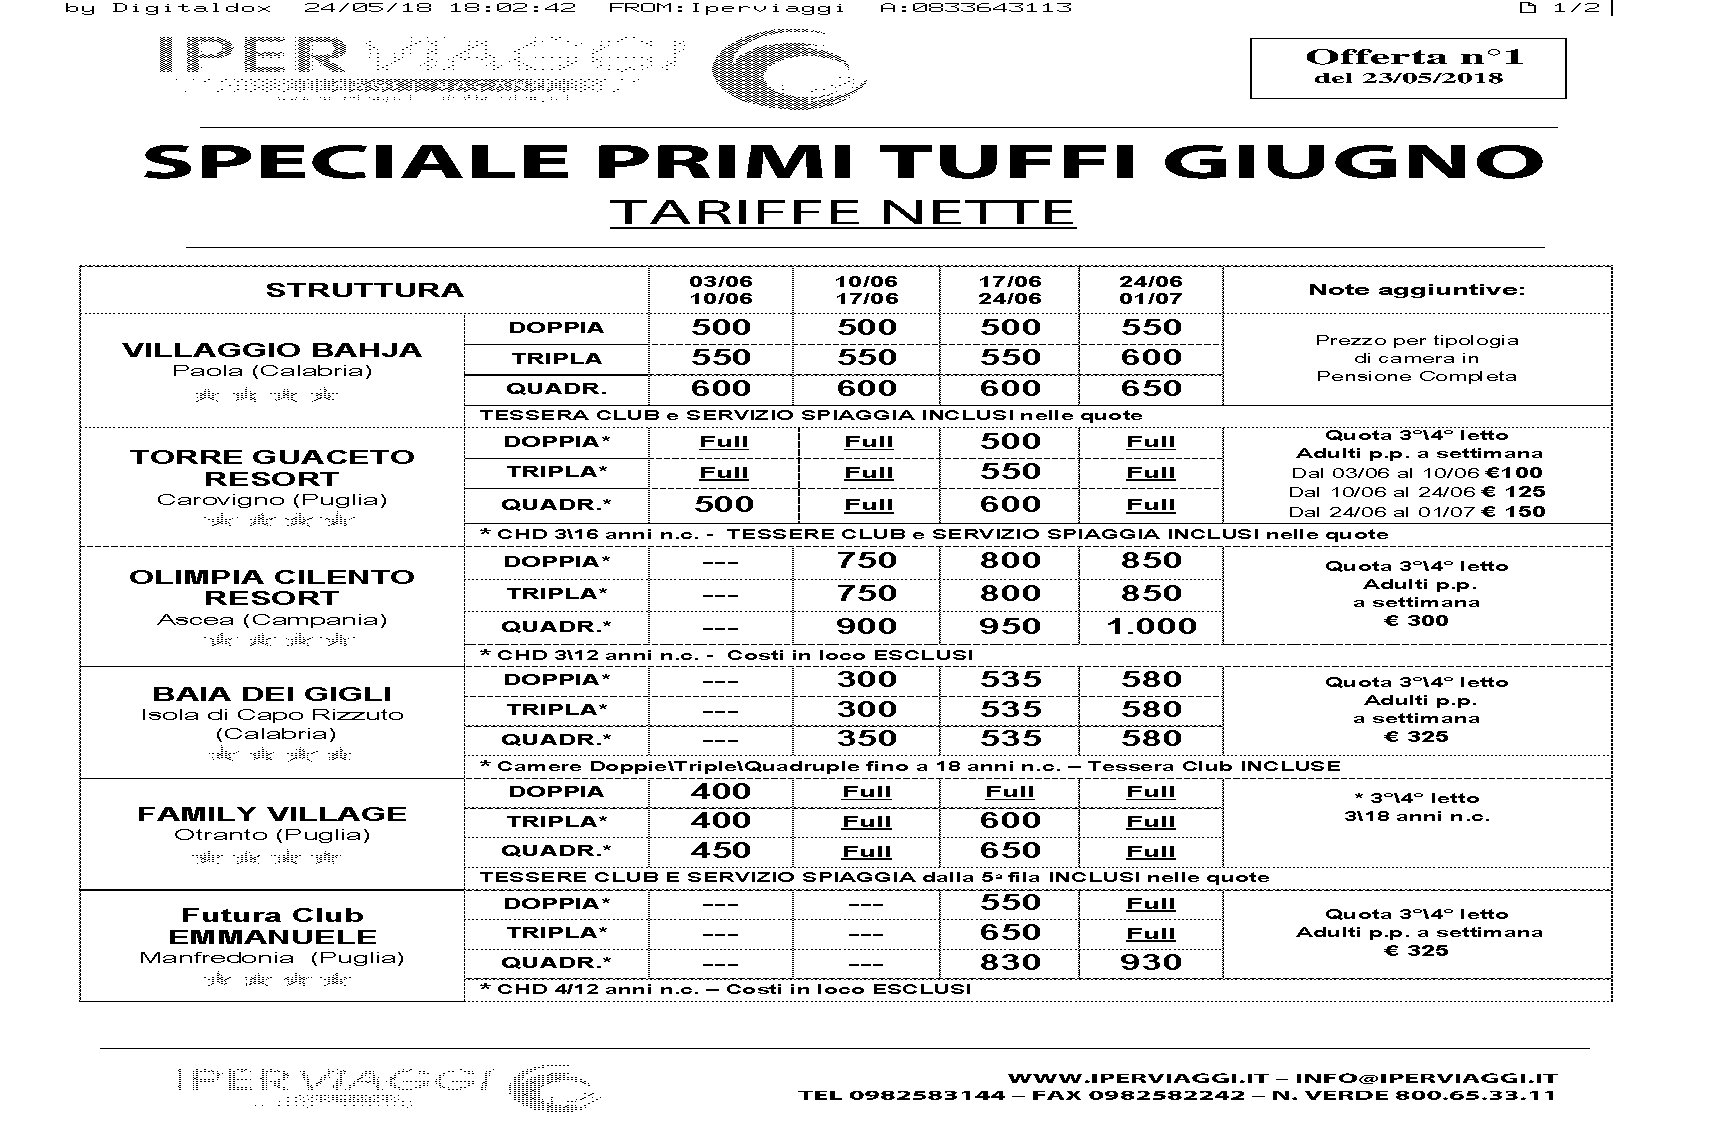 by Digitaldox 24/05/18 18:02:42 FROM:Iperviaggi A:0833643113 1/2
IPERVIAGGI
Offerta n°1
del 23/05/2018
SPECIALE PRIMI TUFFI GIUGNO
TARIFFE NETTE
STRUTTURA 03/06 10/06 17/06 24/06 Note aggiuntive:
10/06 17/06 24/06 01/07
VILLAGGIO BAHJA
Paola (Calabria)
DOPPIA 500 500 500 550
TRIPLA 550 550 550 600
QUADR. 600 600 600 650
Prezzo per tipologia
di camera in
Pensione Completa
TESSERA CLUB e SERVIZIO SPIAGGIA INCLUSI nelle quote
TORRE GUACETO
RESORT
Carovigno (Puglia)
DOPPIA* Full Full 500 Full
TRIPLA* Full Full 550 Full
QUADR.* 500 Full 600 Full
Quota 3°\4° letto
Adulti p.p. a settimana
Dal 03/06 al 10/06 €100
Dal 10/06 al 24/06 € 125
Dal 24/06 al 01/07 € 150
* CHD 3\16 anni n.c. - TESSERE CLUB e SERVIZIO SPIAGGIA INCLUSI nelle quote
OLIMPIA CILENTO
RESORT
Ascea (Campania)
DOPPIA* --- 750 800 850
TRIPLA* --- 750 800 850
QUADR.* --- 900 950 1.000
Quota 3°\4° letto
Adulti p.p.
a settimana
€ 300
* CHD 3\12 anni n.c. - Costi in loco ESCLUSI
BAIA DEI GIGLI
Isola di Capo Rizzuto
(Calabria)
DOPPIA* --- 300 535 580
TRIPLA* --- 300 535 580
QUADR.* --- 350 535 580
Quota 3°\4° letto
Adulti p.p.
a settimana
€ 325
* Camere Doppie\Triple\Quadruple fino a 18 anni n.c. – Tessera Club INCLUSE
FAMILY VILLAGE
Otranto (Puglia)
DOPPIA 400 Full Full Full
TRIPLA* 400 Full 600 Full
QUADR.* 450 Full 650 Full
* 3°\4° letto
3\18 anni n.c.
TESSERE CLUB E SERVIZIO SPIAGGIA dalla 5ª fila INCLUSI nelle quote
Futura Club
EMMANUELE
Manfredonia (Puglia)
DOPPIA* --- --- 550 Full
TRIPLA* --- --- 650 Full
QUADR.* --- --- 830 930
Quota 3°\4° letto
Adulti p.p. a settimana
€ 325
* CHD 4/12 anni n.c. – Costi in loco ESCLUSI
IPERVIAGGI
WWW.IPERVIAGGI.IT – INFO@IPERVIAGGI.IT
TEL 0982583144 – FAX 0982582242 – N. VERDE 800.65.33.11